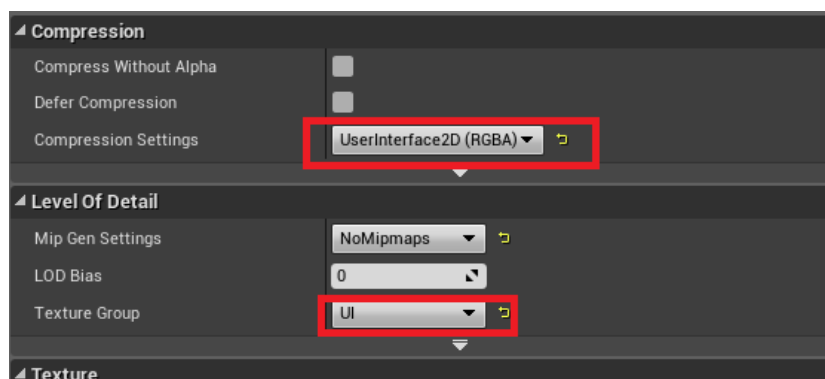 Compression
Compress Without Alpha
Defer Compression
Compression Settings UserInterface2D (RGBA)
Level Of Detail
Mip Gen Settings NoMipmaps
LOD Bias 0
Texture Group UI
Texture